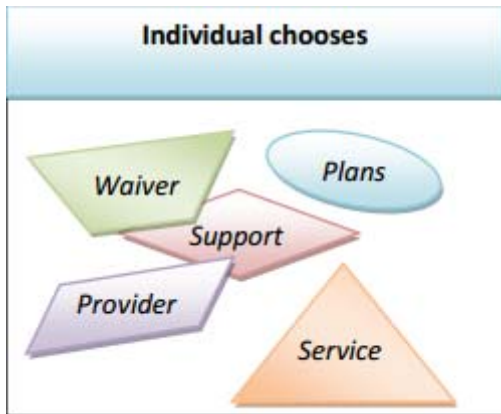 Individual chooses
Waiver
Plans
Support
Provider
Service